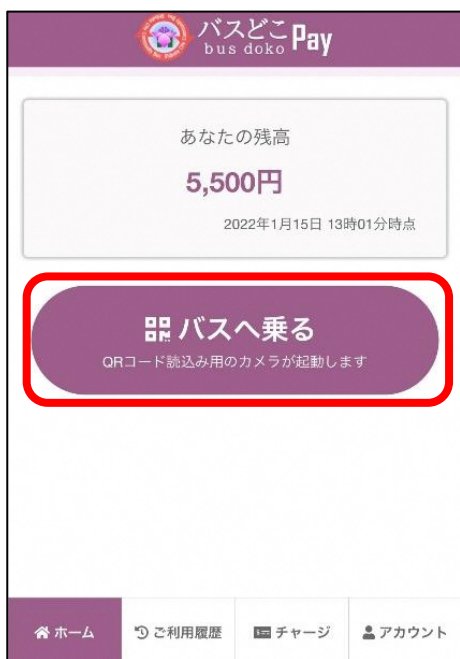 バスどこ
bus doko
Pay
あなたの残高
5,500円
2022年1月15日 13時01分時点
バスへ乗る
QRコード読込み用のカメラが起動します
ホーム
ご利用履歴
チャージ
アカウント